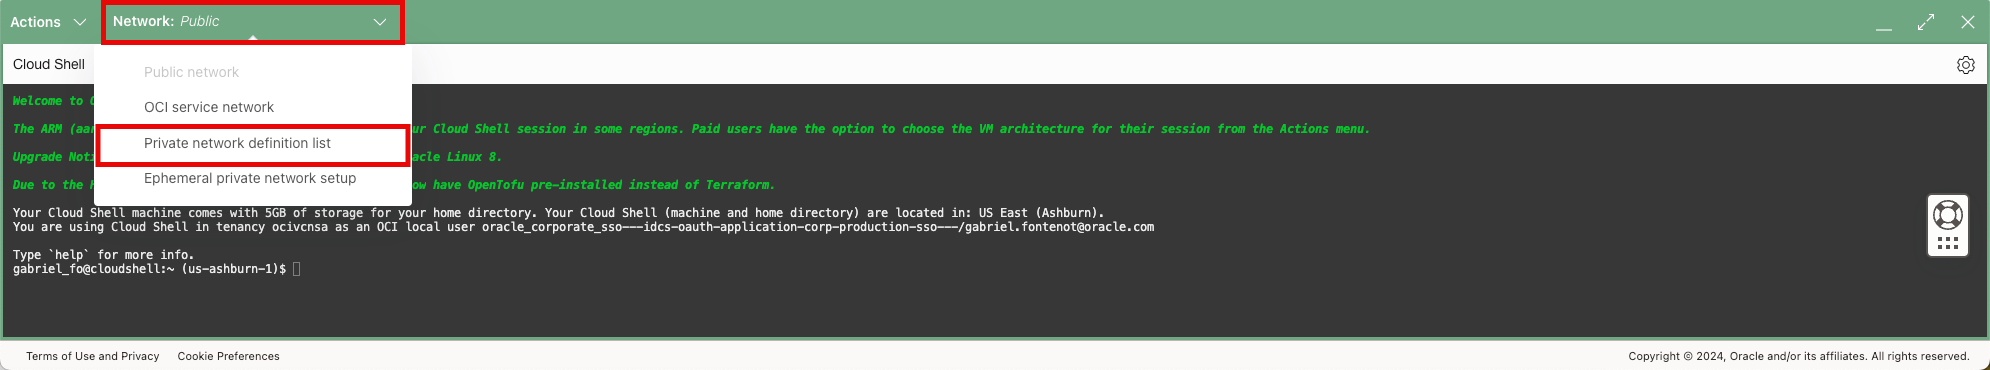 Actions
Network: Public
Cloud Shell
Public network
OCI service network
Private network definition list
Ephemeral private network setup
Welcome to
The ARM ur Cloud Shell session in some regions. Paid users have the option to choose the VM architecture for their session from the Actions menu.
Upgrade acle Linux 8.
Due to the ow have OpenTofu pre-installed instead of Terraform.
Your Cloud Shell machine comes with 5GB of storage for your home directory. Your Cloud Shell (machine and home directory) are located in: US East (Ashburn).
You are using Cloud Shell in tenancy ocivcnsa as an OCI local user oracle_corporate_sso---idcs-oauth-application-corp-production-sso---/gabriel.fontenot@oracle.com
Type `help` for more info.
gabriel_fo@cloudshell:~ (us-ashburn-1)$
Terms of Use and Privacy Cookie Preferences
Copyright © 2024, Oracle and/or its affiliates. All rights reserved.